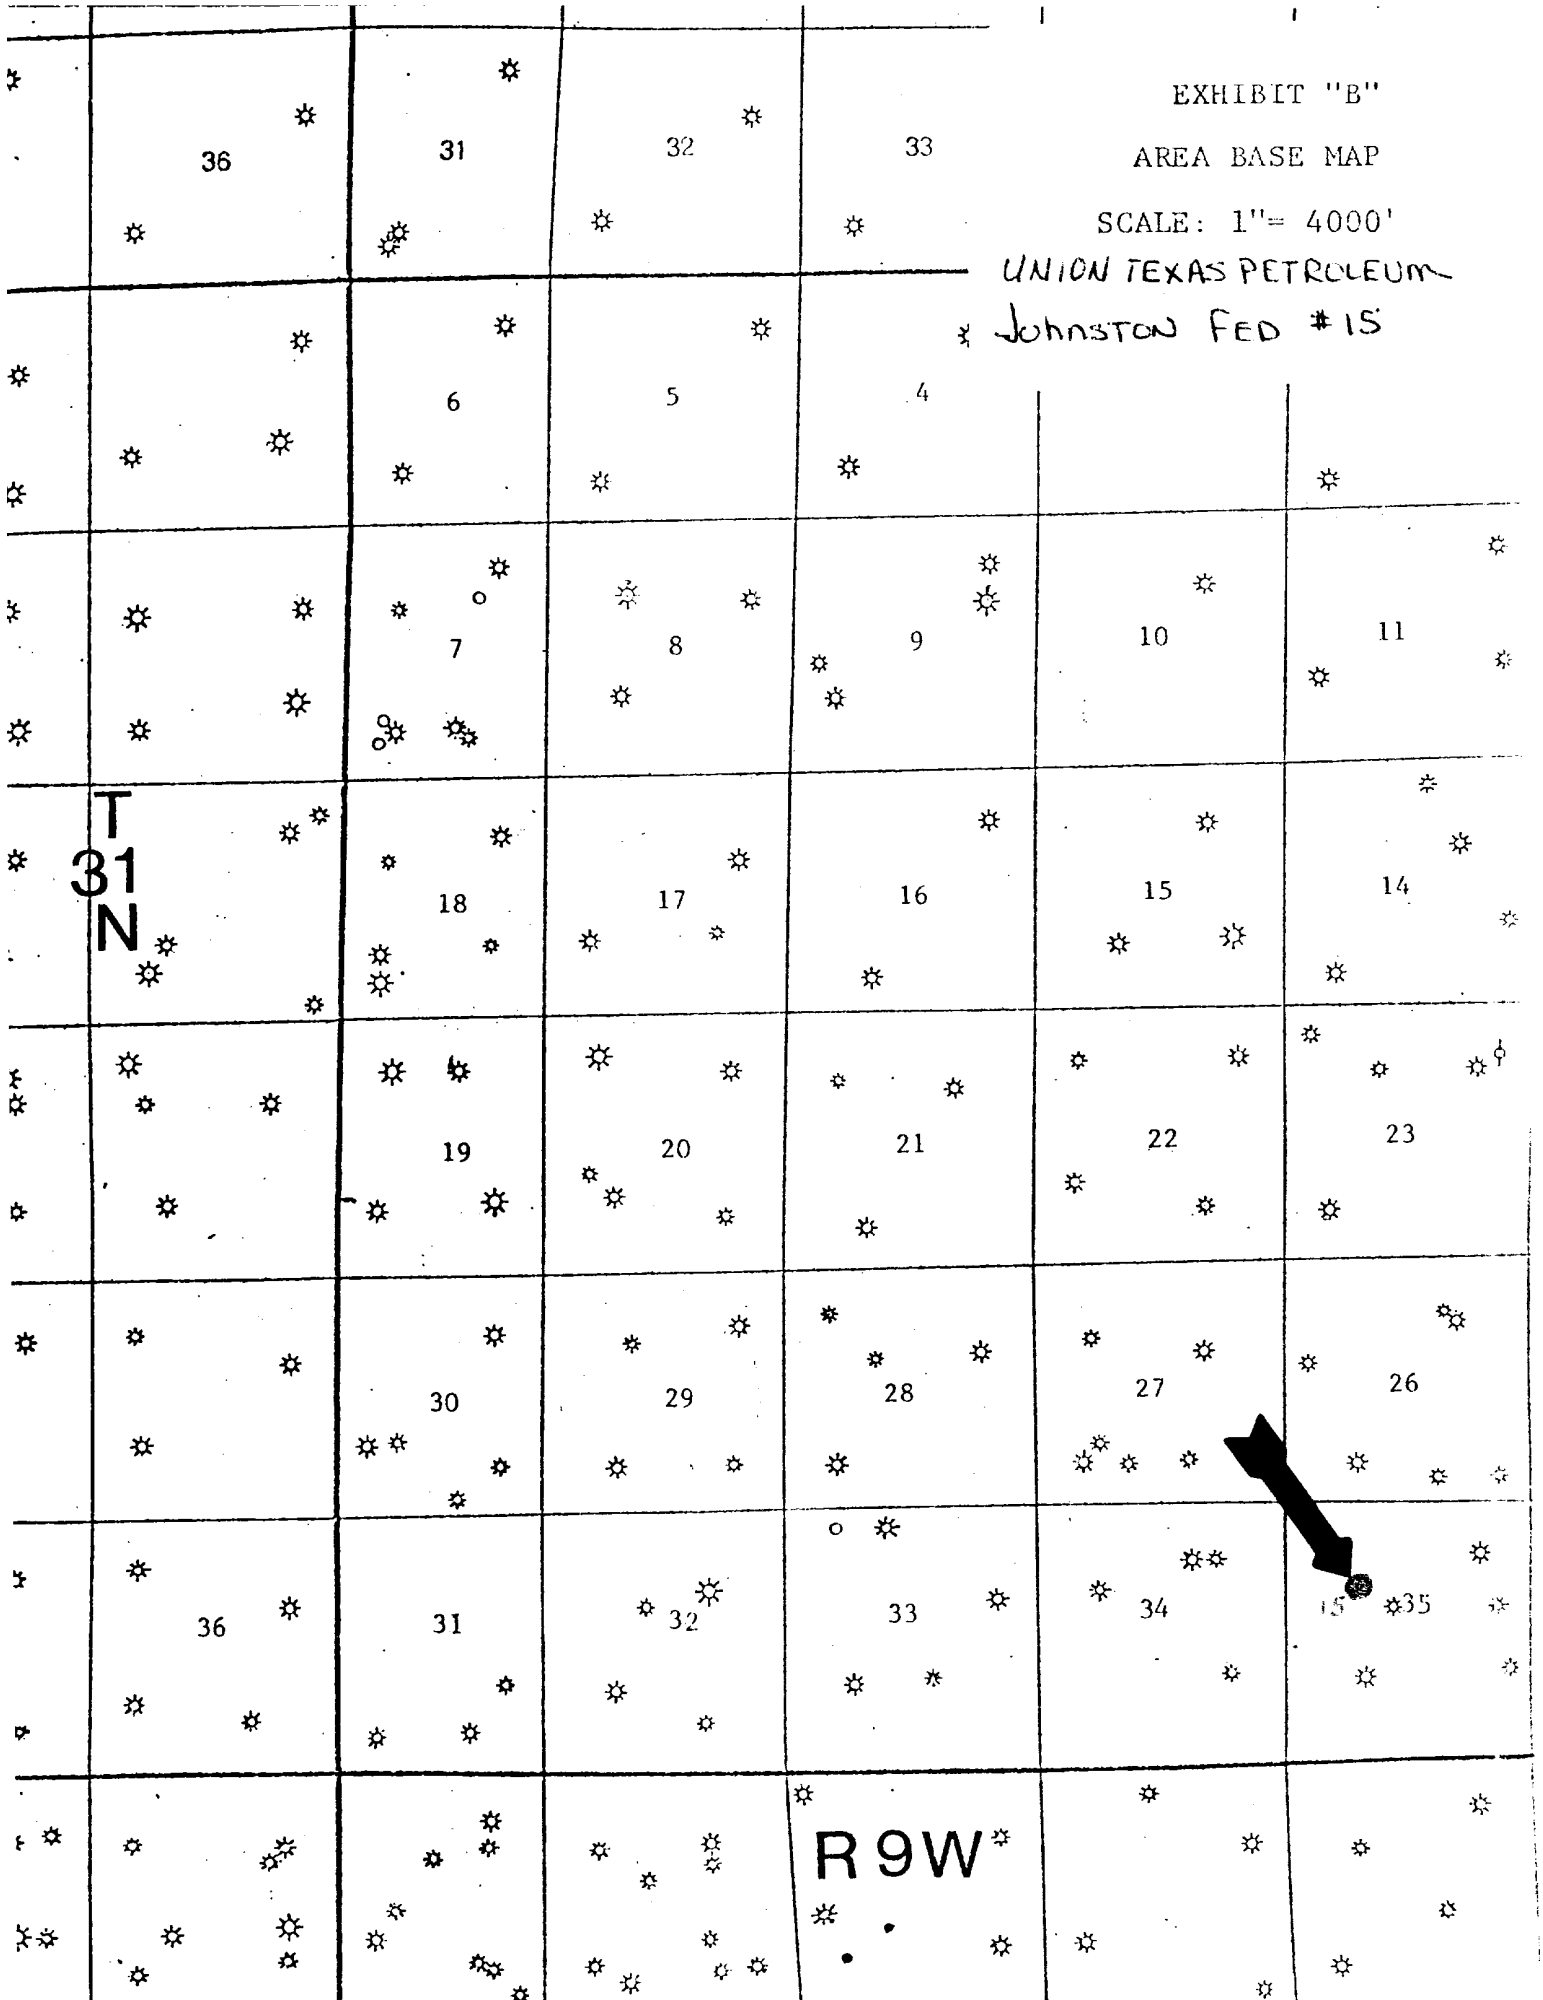 EXHIBIT "B"
AREA BASE MAP
SCALE: 1"= 4000'
UNION TEXAS PETROLEUM
Johnston FED #15
36 31 32 33
6 5 4
7 8 9 10 11
T
31
N
18 17 16 15 14
19 20 21 22 23
30 29 28 27 26
36 31 32 33 34 15 35
R 9 W